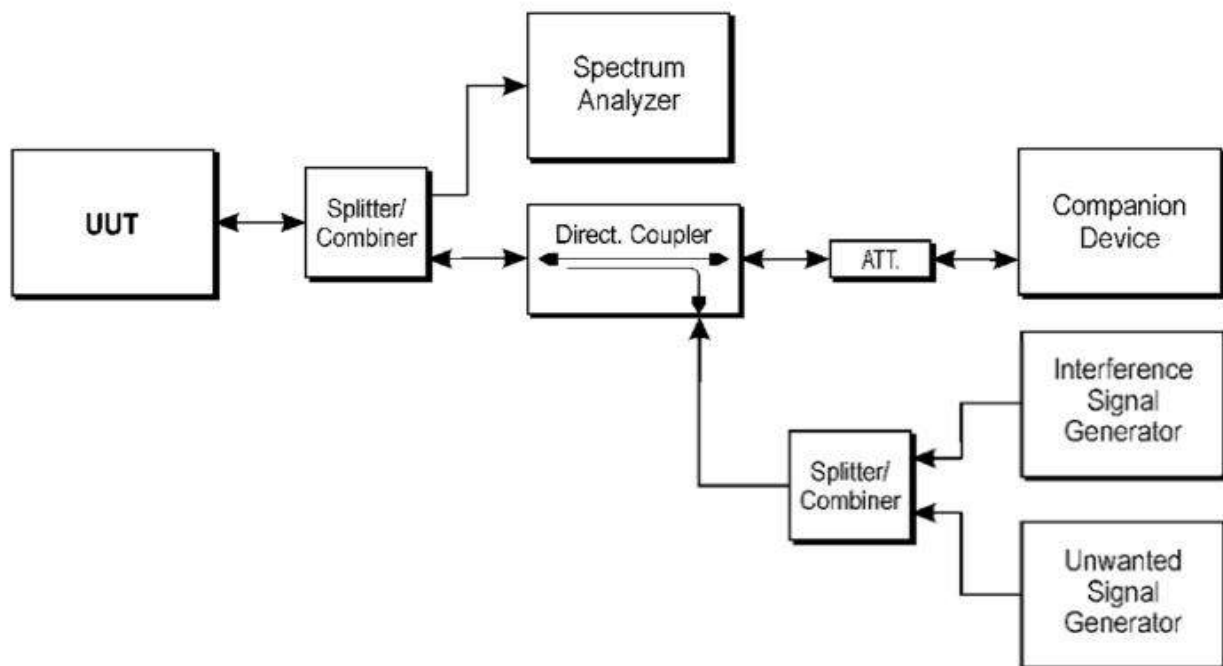 Spectrum
Analyzer
UUT
Splitter/
Combiner
Direct. Coupler
ATT.
Companion
Device
Interference
Signal
Generator
Splitter/
Combiner
Unwanted
Signal
Generator